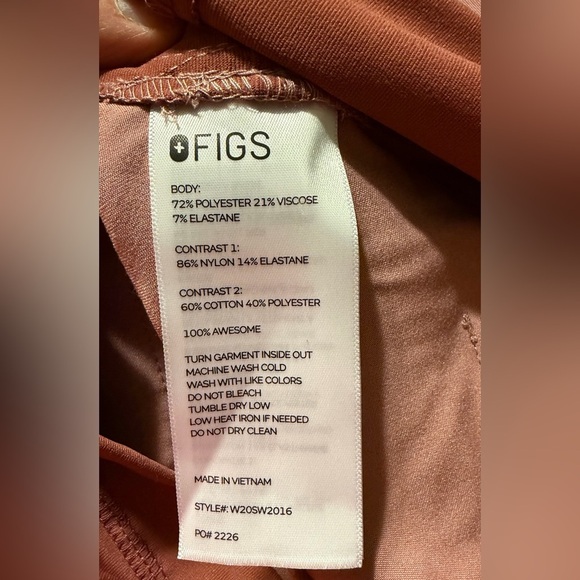 FIGS
BODY:
72% POLYESTER 21% VISCOSE
7% ELASTANE
CONTRAST 1:
86% NYLON 14% ELASTANE
CONTRAST 2:
60% COTTON 40% POLYESTER
100% AWESOME
TURN GARMENT INSIDE OUT
MACHINE WASH COLD
WASH WITH LIKE COLORS
DO NOT BLEACH
TUMBLE DRY LOW
LOW HEAT IRON IF NEEDED
DO NOT DRY CLEAN
MADE IN VIETNAM
STYLE#: W20SW2016
PO# 2226